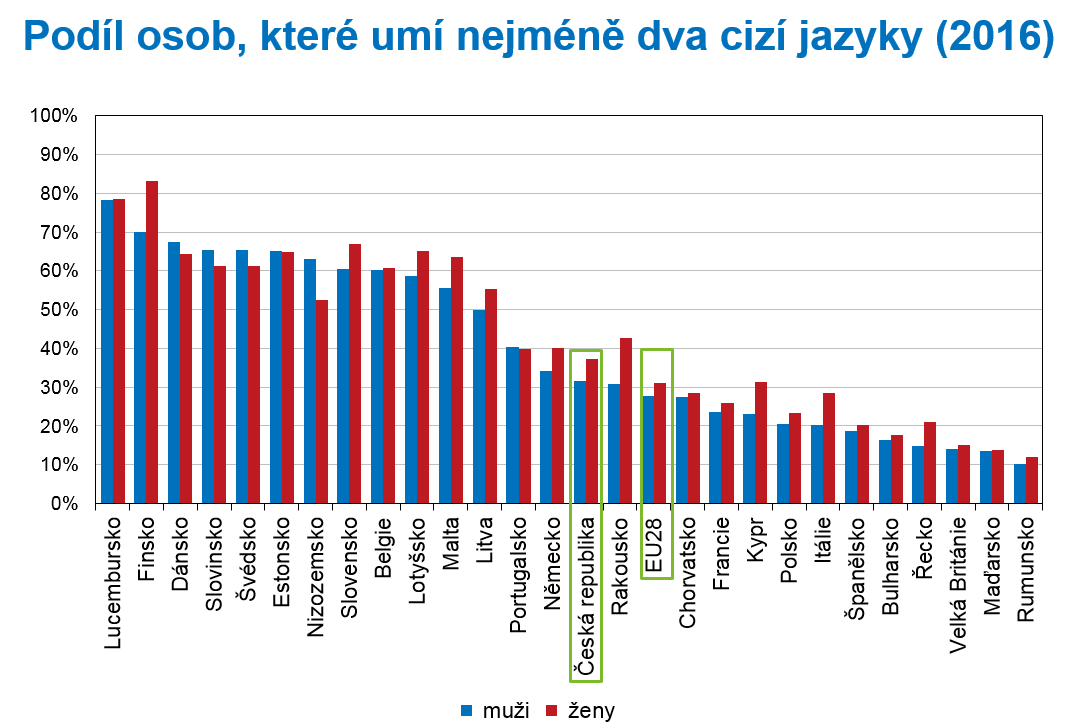 Podíl osob, které umí nejméně dva cizí jazyky (2016)
100%
90%
80%
70%
60%
50%
40%
30%
20%
10%
0%
Lucembursko
Finsko
Dánsko
Slovinsko
Švédsko
Estonsko
Nizozemsko
Slovensko
Belgie
Lotyšsko
Malta
Litva
Portugalsko
Německo
Česká republika
Rakousko
EU28
Chorvatsko
Francie
Kypr
Polsko
Itálie
Španělsko
Bulharsko
Řecko
Velká Británie
Maďarsko
Rumunsko
muži ženy